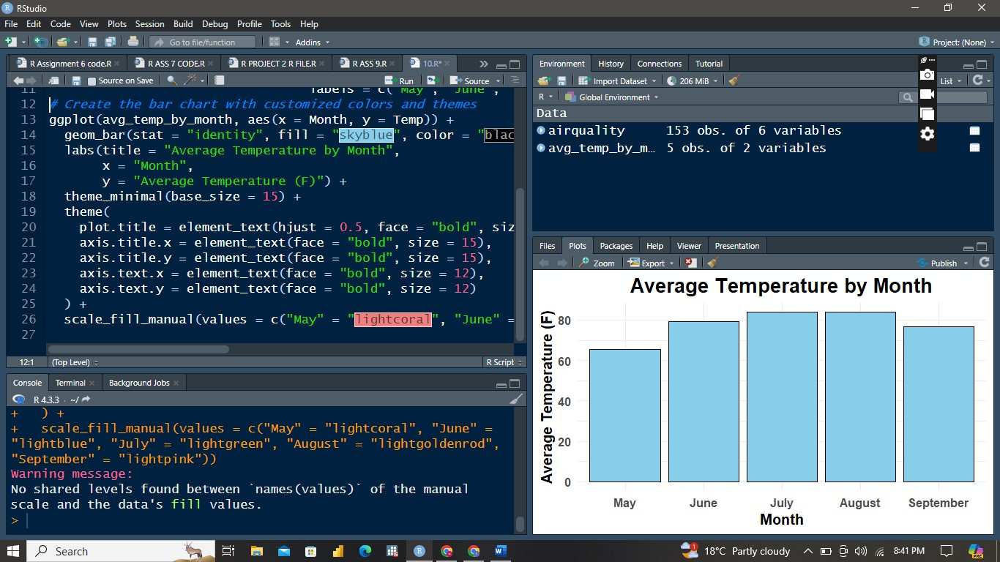 RStudio
File Edit Code View Plots Session Build Debug Profile Tools Help
Go to file/function Addins Project: (None)
R Assignment 6 code.R R ASS 7 CODE.R R PROJECT 2 R FILE.R R ASS 9.R 10.R*
Source on Save Run Source
11 labels = c("May", "June",
12 # Create the bar chart with customized colors and themes
13 ggplot(avg_temp_by_month, aes(x = Month, y = Temp)) +
14 geom_bar(stat = "identity", fill = "skyblue", color = "blac
15 labs(title = "Average Temperature by Month",
16 x = "Month",
17 y = "Average Temperature (F)") +
18 theme_minimal(base_size = 15) +
19 theme(
20 plot.title = element_text(hjust = 0.5, face = "bold", siz
21 axis.title.x = element_text(face = "bold", size = 15),
22 axis.title.y = element_text(face = "bold", size = 15),
23 axis.text.x = element_text(face = "bold", size = 12),
24 axis.text.y = element_text(face = "bold", size = 12)
25 ) +
26 scale_fill_manual(values = c("May" = "lightcoral", "June" =
27
12:1 (Top Level) R Script
Console Terminal Background Jobs
R 4.3.3 · ~/
+ ) +
+ scale_fill_manual(values = c("May" = "lightcoral", "June" =
"lightblue", "July" = "lightgreen", "August" = "lightgoldenrod",
"September" = "lightpink"))
Warning message:
No shared levels found between `names(values)` of the manual
scale and the data's fill values.
>
Environment History Connections Tutorial
Import Dataset 206 MiB List
R Global Environment
Data
airquality 153 obs. of 6 variables
avg_temp_by_m… 5 obs. of 2 variables
Files Plots Packages Help Viewer Presentation
Zoom Export Publish
Average Temperature by Month
Average Temperature (F)
80
60
40
20
0
May June July August September
Month
Search 1 18°C Partly cloudy 8:41 PM PRE